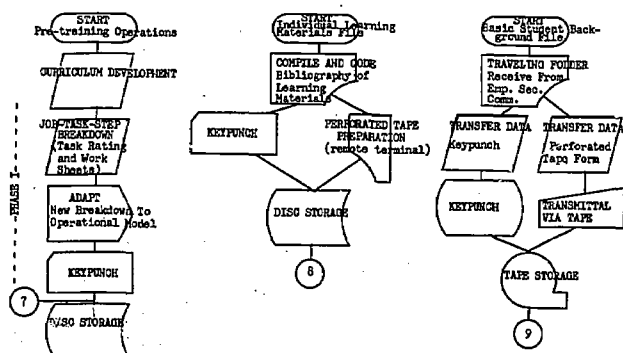 START
Pre-training Operations
CURRICULUM DEVELOPMENT
JOB-TASK-STEP
BREAKDOWN
(Task Rating
and Work
Sheets)
ADAPT
New Breakdown To
Operational Model
KEYPUNCH
7
DISC STORAGE
-PHASE I-
START
Individual Learning
Materials File
COMPILE AND CODE
Bibliography of
Learning
Materials
KEYPUNCH
PERFORATED TAPE
PREPARATION
(remote terminal)
DISC STORAGE
8
START
Basic Student Back-
ground File
TRAVELING FOLDER
Receive From
Emp. Sec.
Comm.
TRANSFER DATA
Keypunch
TRANSFER DATA
Perforated
Tape Form
KEYPUNCH
TRANSMITTAL
VIA TAPE
TAPE STORAGE
9